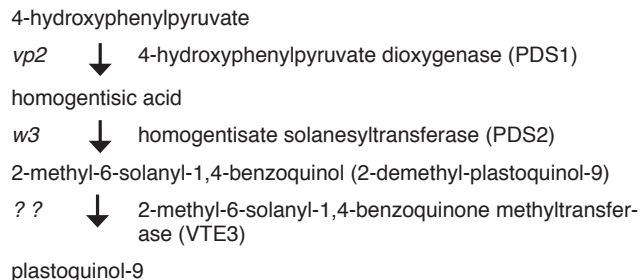 4-hydroxyphenylpyruvate
vp2 4-hydroxyphenylpyruvate dioxygenase (PDS1)
homogentisic acid
w3 homogentisate solanesyltransferase (PDS2)
2-methyl-6-solanyl-1,4-benzoquinol (2-demethyl-plastoquinol-9)
? ? 2-methyl-6-solanyl-1,4-benzoquinone methyltransfer-
ase (VTE3)
plastoquinol-9